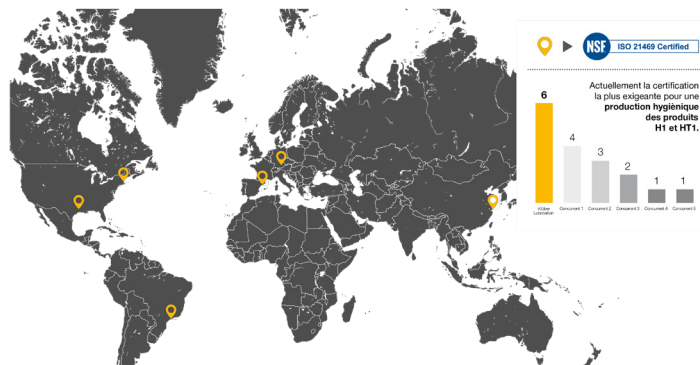 NSF ISO 21469 Certified
Actuellement la certification
la plus exigeante pour une
production hygiénique
des produits
H1 et HT1.
6
4
3
2
1
1
Klüber
Lubrication
Concurrent 1
Concurrent 2
Concurrent 3
Concurrent 4
Concurrent 5